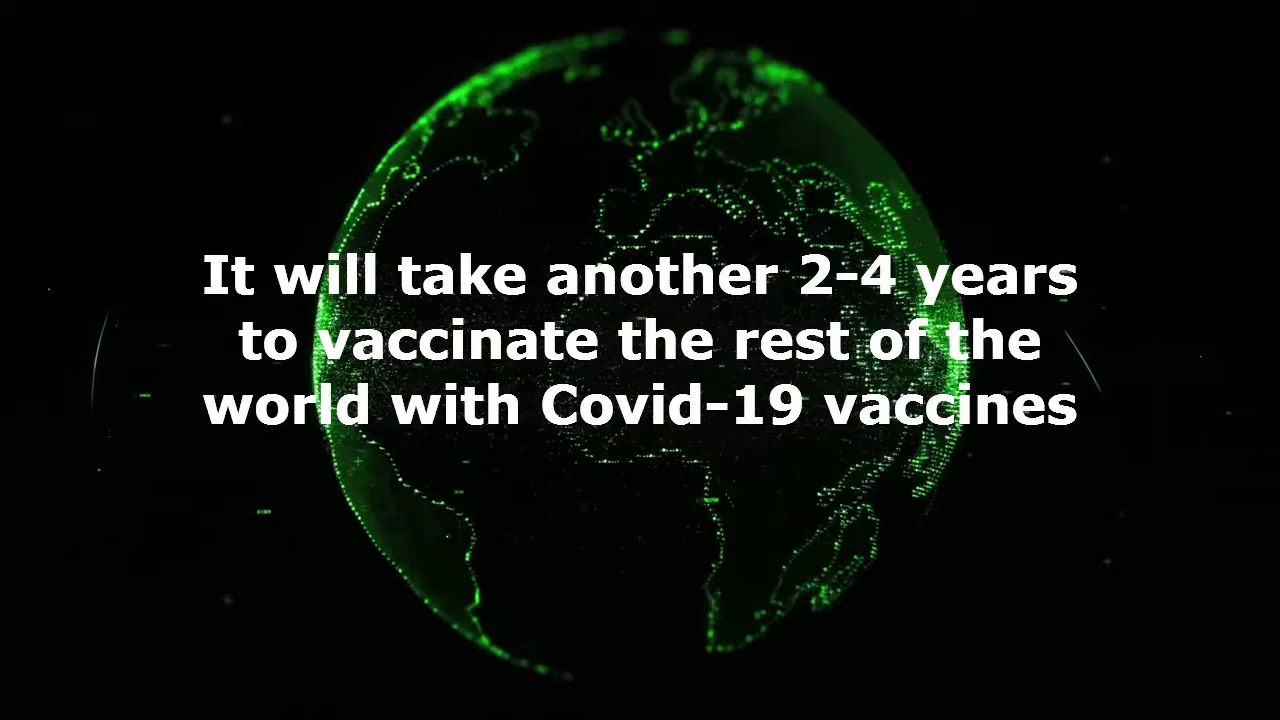 It will take another 2-4 years
to vaccinate the rest of the
world with Covid-19 vaccines